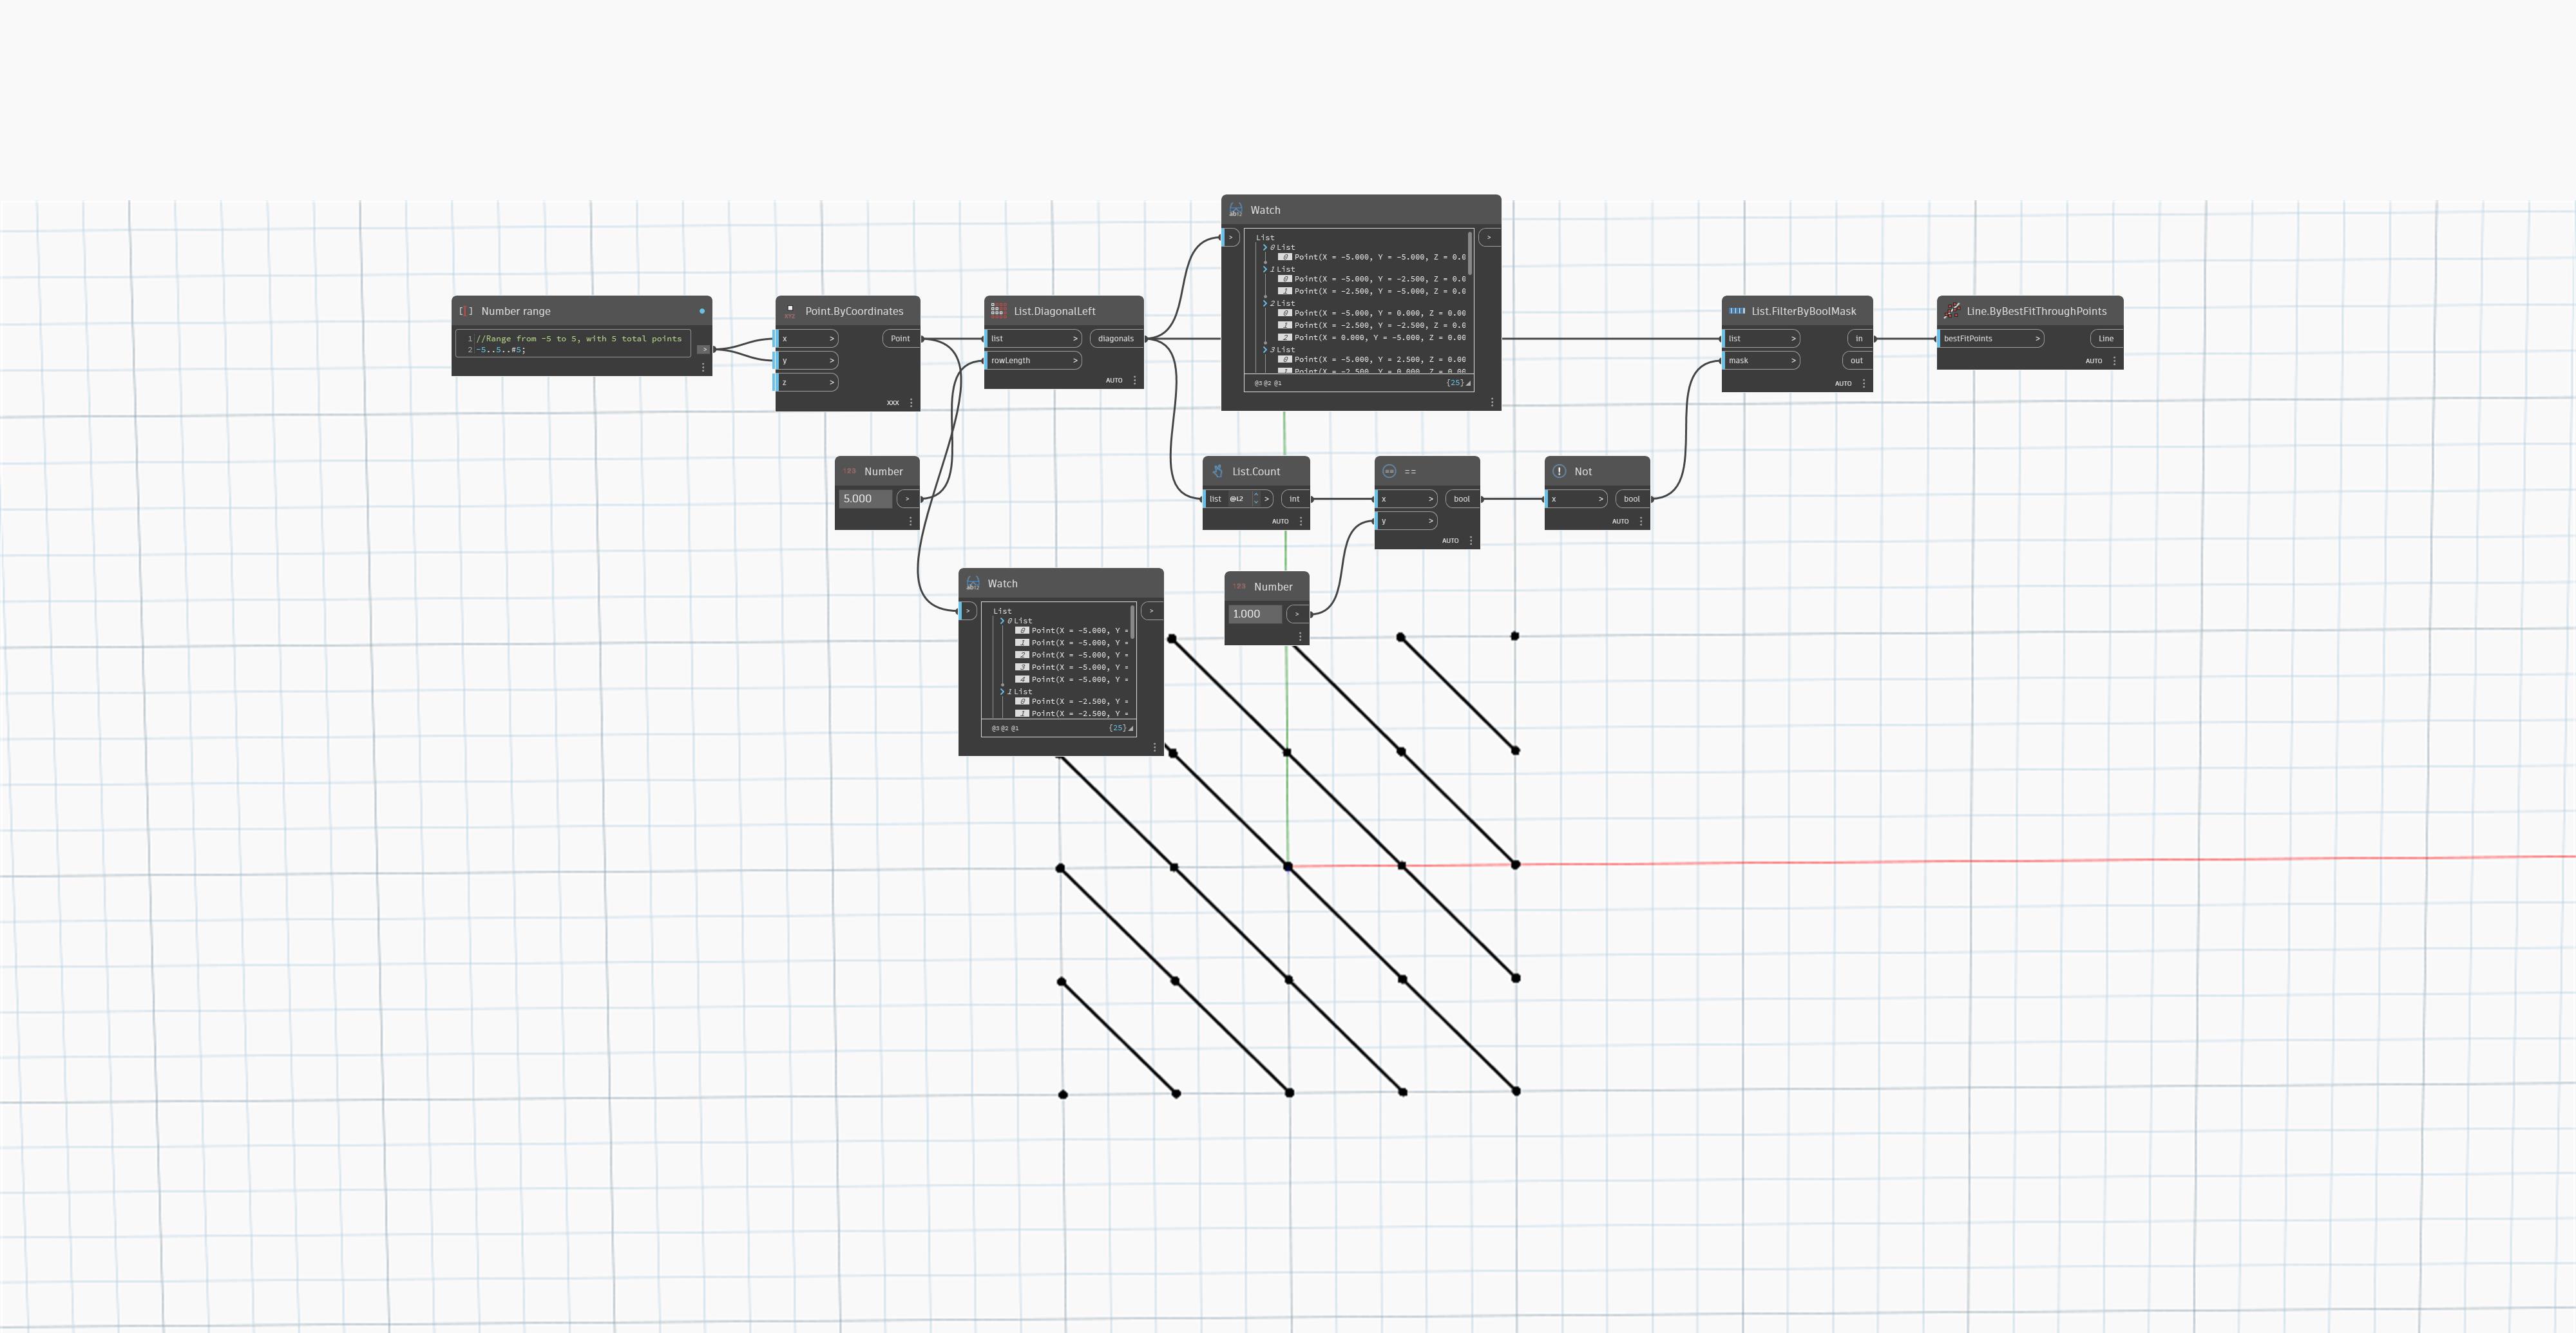 Watch
>
List
0 List
0 Point(X = -5.000, Y = -5.000, Z = 0.0
1 List
0 Point(X = -5.000, Y = -2.500, Z = 0.0
1 Point(X = -2.500, Y = -5.000, Z = 0.0
2 List
0 Point(X = -5.000, Y = 0.000, Z = 0.00
1 Point(X = -2.500, Y = -2.500, Z = 0.0
2 Point(X = 0.000, Y = -5.000, Z = 0.00
3 List
0 Point(X = -5.000, Y = 2.500, Z = 0.00
1 Point(X = -2.500, Y = 0.000, Z = 0.00
@3 @2 @1 {25}
>
Number range
1 //Range from -5 to 5, with 5 total points
2 -5..5..#5;
>
Point.ByCoordinates
x > Point
y >
z >
XXX
List.DiagonalLeft
list > diagonals
rowLength >
AUTO
List.FilterByBoolMask
list > in
mask > out
AUTO
Line.ByBestFitThroughPoints
bestFitPoints > Line
AUTO
123 Number
5.000 >
List.Count
list @L2 > int
AUTO
==
x > bool
y >
AUTO
Not
x > bool
AUTO
Watch
>
List
0 List
0 Point(X = -5.000, Y =
1 Point(X = -5.000, Y =
2 Point(X = -5.000, Y =
3 Point(X = -5.000, Y =
4 Point(X = -5.000, Y =
1 List
0 Point(X = -2.500, Y =
1 Point(X = -2.500, Y =
@3 @2 @1 {25}
>
123 Number
1.000 >